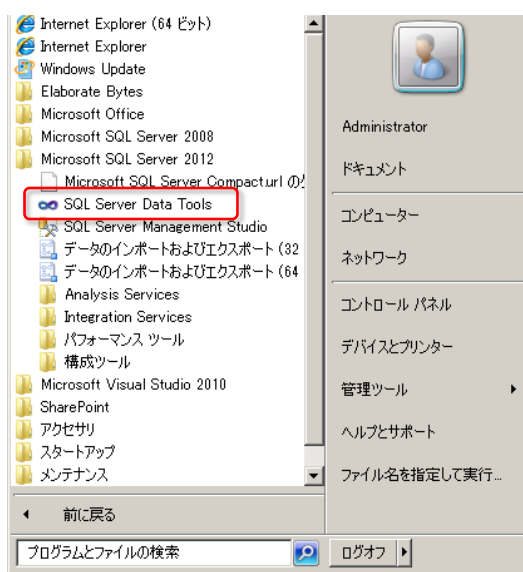 Internet Explorer (64 ビット)
Internet Explorer
Windows Update
Elaborate Bytes
Microsoft Office
Microsoft SQL Server 2008
Microsoft SQL Server 2012
Microsoft SQL Server Compact.url の
SQL Server Data Tools
SQL Server Management Studio
データのインポートおよびエクスポート (32
データのインポートおよびエクスポート (64
Analysis Services
Integration Services
パフォーマンス ツール
構成ツール
Microsoft Visual Studio 2010
SharePoint
アクセサリ
スタートアップ
メンテナンス
前に戻る
プログラムとファイルの検索
Administrator
ドキュメント
コンピューター
ネットワーク
コントロール パネル
デバイスとプリンター
管理ツール
ヘルプとサポート
ファイル名を指定して実行...
ログオフ